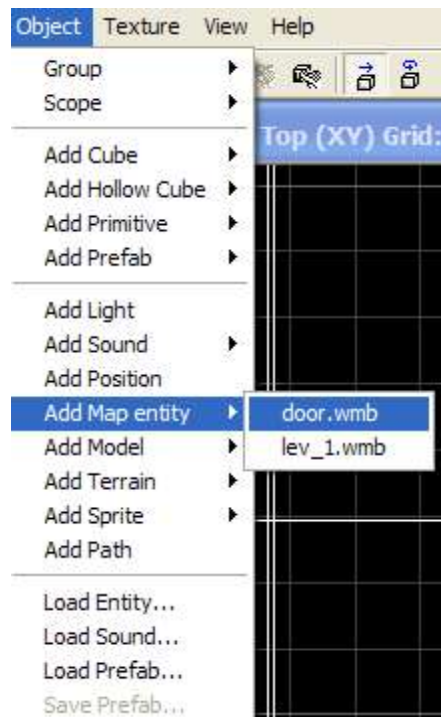 Object Texture View Help
Group
Scope
Top (XY) Grid:
Add Cube
Add Hollow Cube
Add Primitive
Add Prefab
Add Light
Add Sound
Add Position
Add Map entity
door.wmb
Add Model
lev_1.wmb
Add Terrain
Add Sprite
Add Path
Load Entity...
Load Sound...
Load Prefab...
Save Prefab...